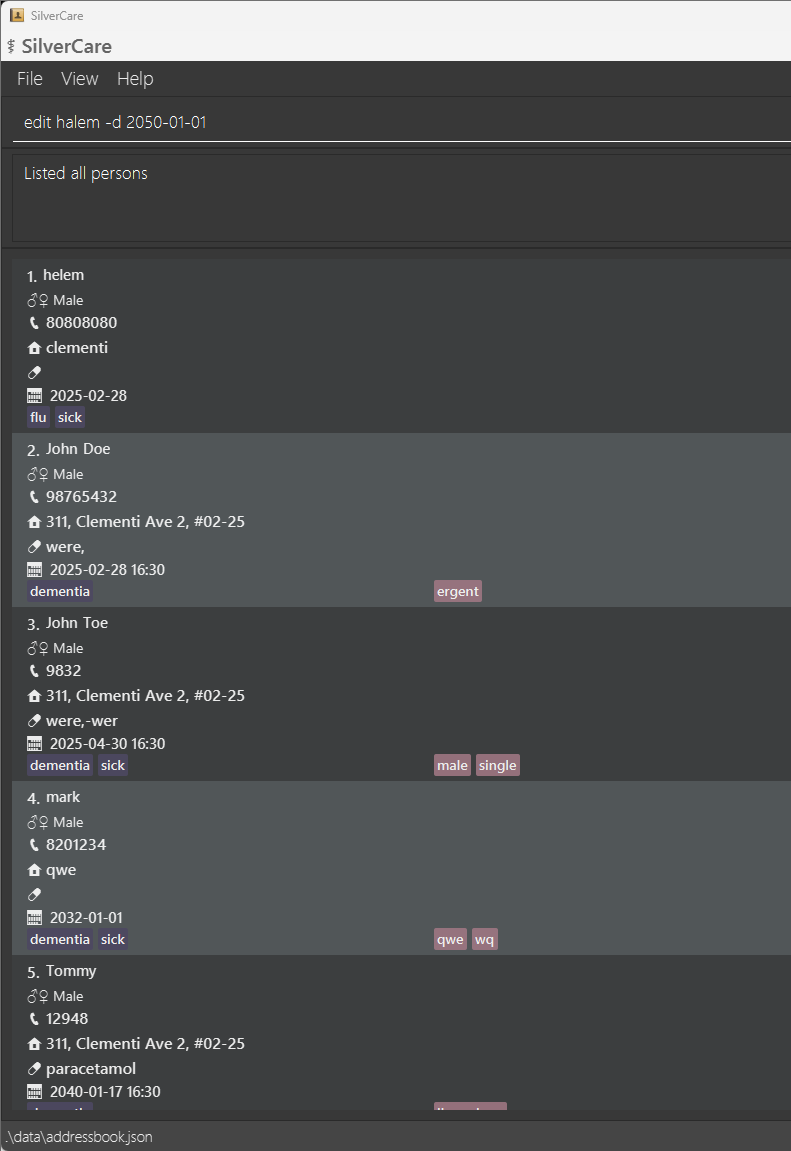 SilverCare
SilverCare
File View Help
edit halem -d 2050-01-01
Listed all persons
1. helem
Male
80808080
clementi
2025-02-28
flu sick
2. John Doe
Male
98765432
311, Clementi Ave 2, #02-25
were,
2025-02-28 16:30
dementia ergent
3. John Toe
Male
9832
311, Clementi Ave 2, #02-25
were,-wer
2025-04-30 16:30
dementia sick male single
4. mark
Male
8201234
qwe
2032-01-01
dementia sick qwe wq
5. Tommy
Male
12948
311, Clementi Ave 2, #02-25
paracetamol
2040-01-17 16:30
.\data\addressbook.json